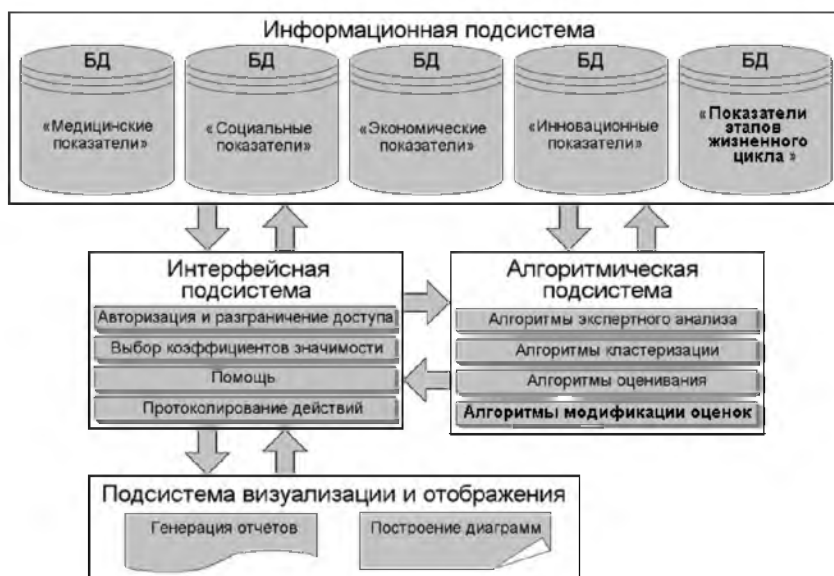 Информационная подсистема
БД
«Медицинские
показатели»
БД
«Социальные
показатели»
БД
«Экономические
показатели»
БД
«Инновационные
показатели»
БД
«Показатели
этапов
жизненного
цикла »
Интерфейсная
подсистема
Авторизация и разграничение доступа
Выбор коэффициентов значимости
Помощь
Протоколирование действий
Алгоритмическая
подсистема
Алгоритмы экспертного анализа
Алгоритмы кластеризации
Алгоритмы оценивания
Алгоритмы модификации оценок
Подсистема визуализации и отображения
Генерация отчетов
Построение диаграмм